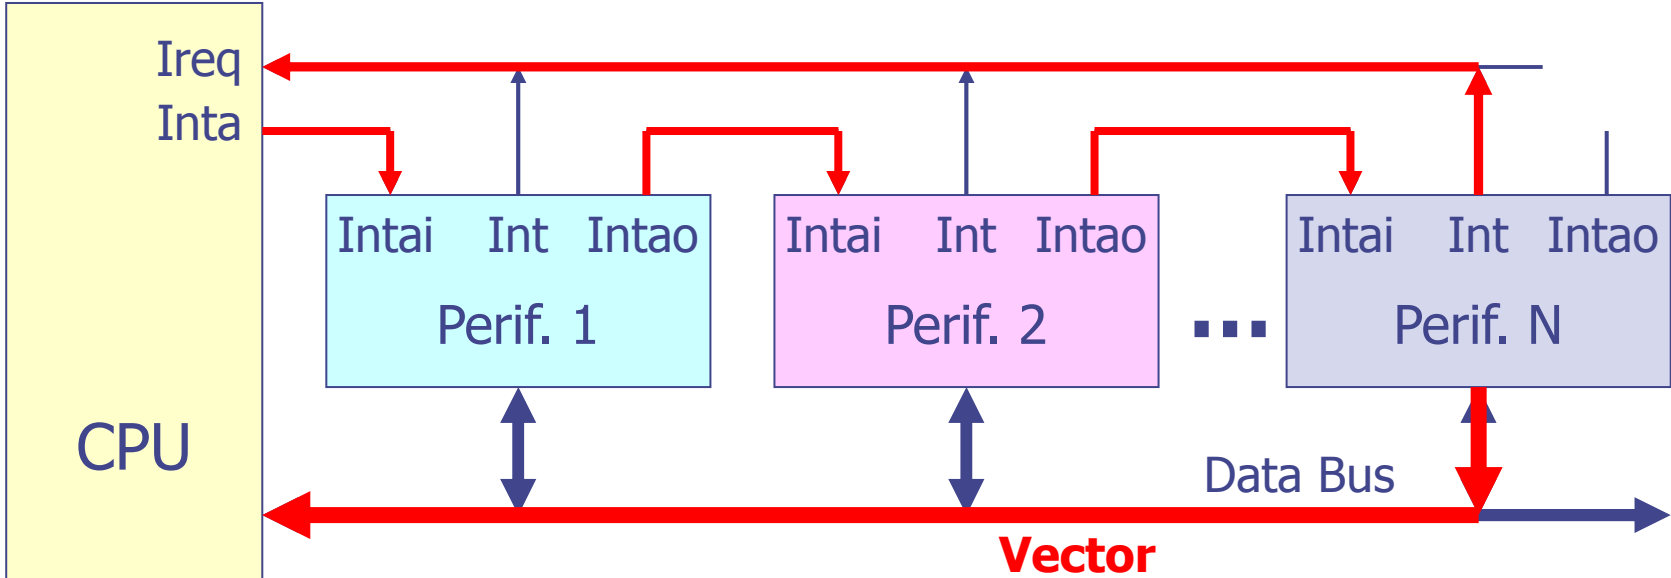 Ireq
Inta
Intai Int Intao
Perif. 1
Intai Int Intao
Perif. 2
...
Intai Int Intao
Perif. N
CPU
Data Bus
Vector